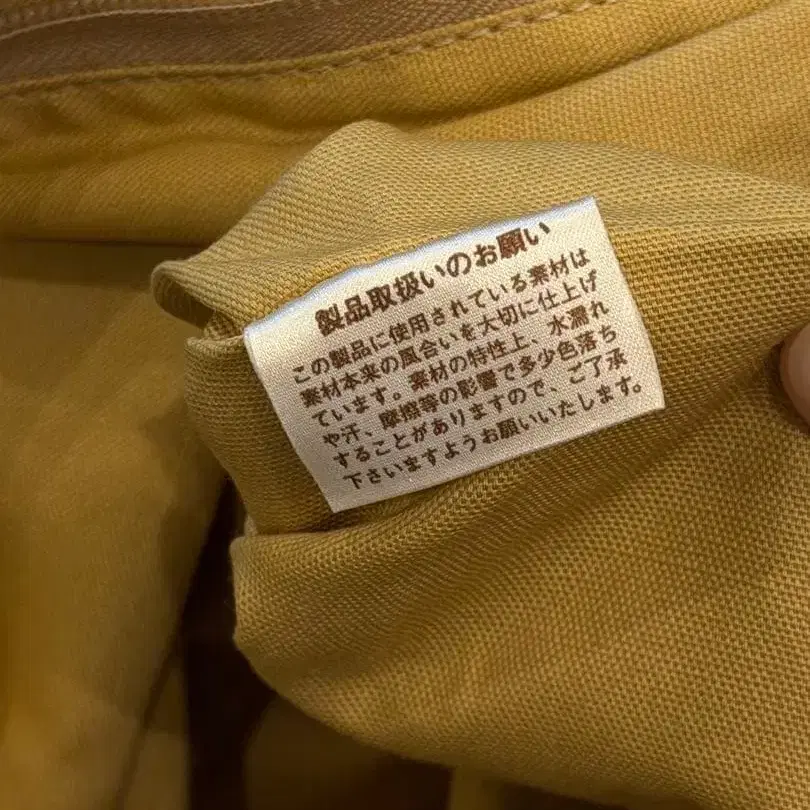 製品取扱いのお願い
この製品に使用されている素材は
素材本来の風合いを大切に仕上げ
ています。素材の特性上、水濡れ
や汗、摩擦等の影響で多少色落ち
することがありますので、ご了承
下さいますようお願いいたします。